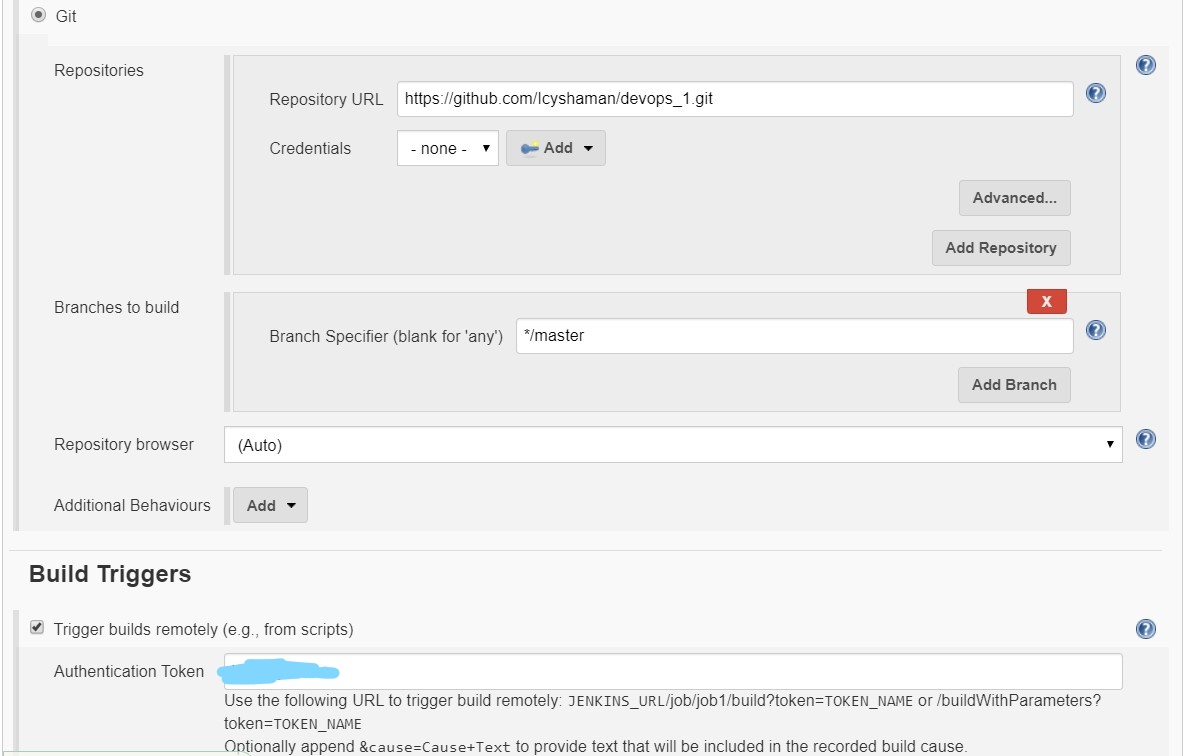 Git
Repositories
Repository URL https://github.com/Icyshaman/devops_1.git
Credentials - none - Add
Advanced...
Add Repository
Branches to build
X
Branch Specifier (blank for 'any') */master
Add Branch
Repository browser (Auto)
Additional Behaviours Add
Build Triggers
Trigger builds remotely (e.g., from scripts)
Authentication Token
Use the following URL to trigger build remotely: JENKINS_URL/job/job1/build?token=TOKEN_NAME or /buildWithParameters?
token=TOKEN_NAME
Optionally append &cause=Cause+Text to provide text that will be included in the recorded build cause.